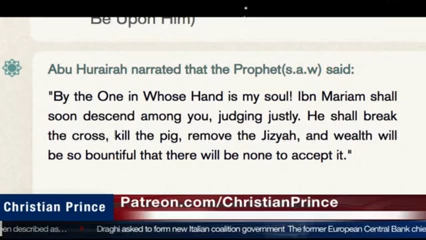 Be Upon Him)
Abu Hurairah narrated that the Prophet(s.a.w) said:
"By the One in Whose Hand is my soul! Ibn Mariam shall
soon descend among you, judging justly. He shall break
the cross, kill the pig, remove the Jizyah, and wealth will
be so bountiful that there will be none to accept it."
Christian Prince
Patreon.com/ChristianPrince
en described as...
Draghi asked to form new Italian coalition government
The former European Central Bank chie